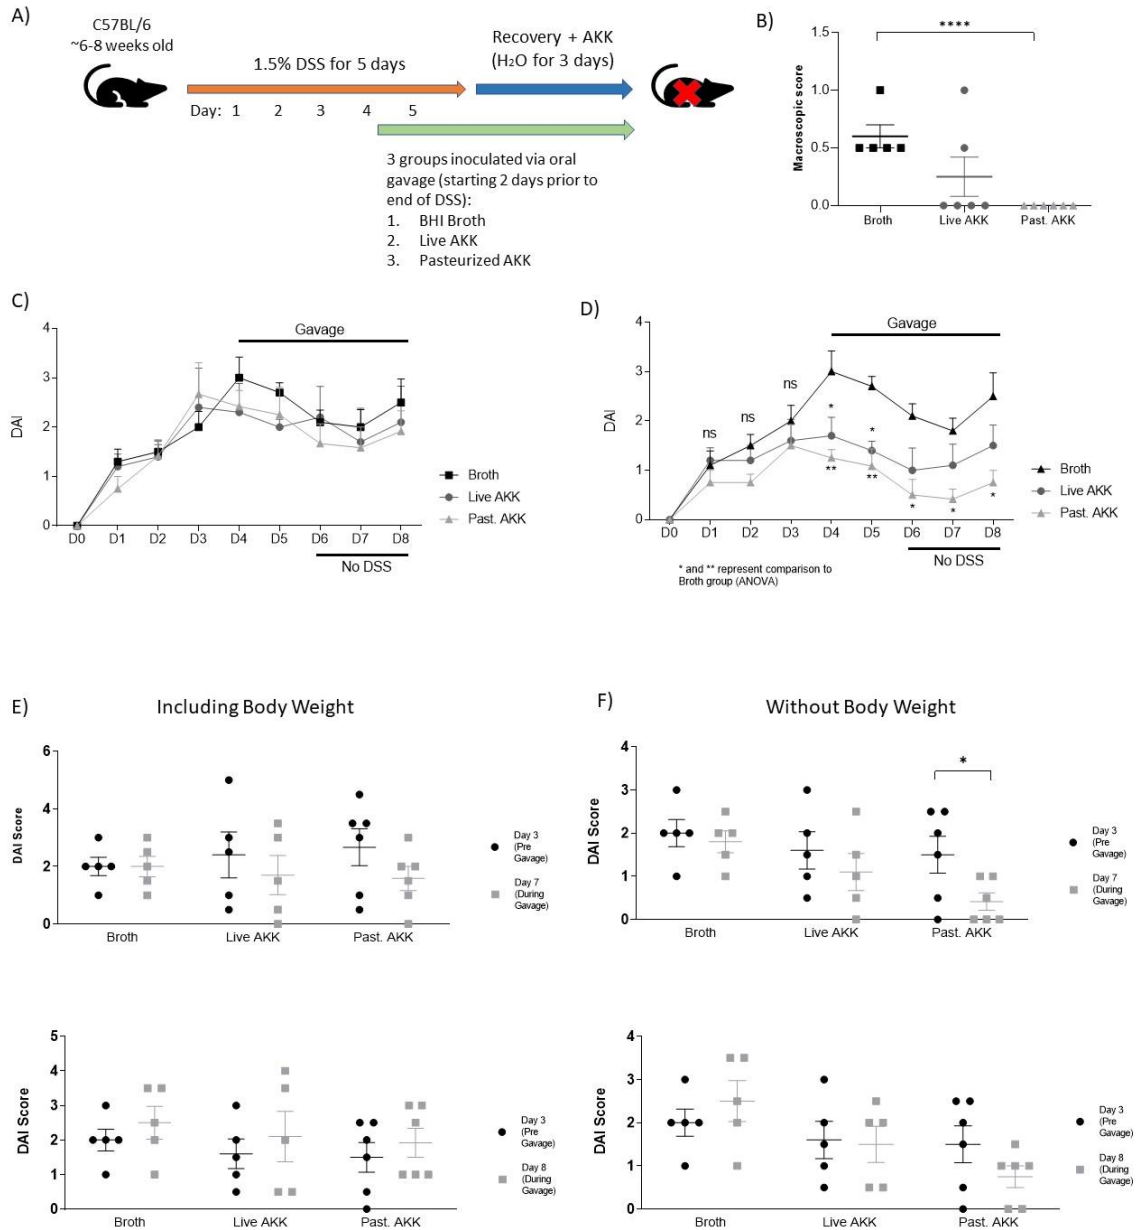 A)
C57BL/6
~6-8 weeks old
1.5% DSS for 5 days
Recovery + AKK
(H₂O for 3 days)
Day: 1 2 3 4 5
3 groups inoculated via oral
gavage (starting 2 days prior to
end of DSS):
1. BHI Broth
2. Live AKK
3. Pasteurized AKK
B)
****
Macroscopic score
1.5
1.0
0.5
0.0
Broth Live AKK Past. AKK
C)
Gavage
DAI
4
3
2
1
0
D0 D1 D2 D3 D4 D5 D6 D7 D8
No DSS
Broth
Live AKK
Past. AKK
D)
Gavage
DAI
4
3
2
1
0
ns ns ns * *
** ** * * *
D0 D1 D2 D3 D4 D5 D6 D7 D8
No DSS
Broth
Live AKK
Past. AKK
* and ** represent comparison to
Broth group (ANOVA)
E)
Including Body Weight
DAI Score
6
4
2
0
Broth Live AKK Past. AKK
Day 3
(Pre
Gavage)
Day 7
(During
Gavage)
DAI Score
5
4
3
2
1
0
Broth Live AKK Past. AKK
Day 3
(Pre
Gavage)
Day 8
(During
Gavage)
F)
Without Body Weight
DAI Score
4
3
2
1
0
*
Broth Live AKK Past. AKK
Day 3
(Pre
Gavage)
Day 7
(During
Gavage)
DAI Score
4
3
2
1
0
Broth Live AKK Past. AKK
Day 3
(Pre
Gavage)
Day 8
(During
Gavage)